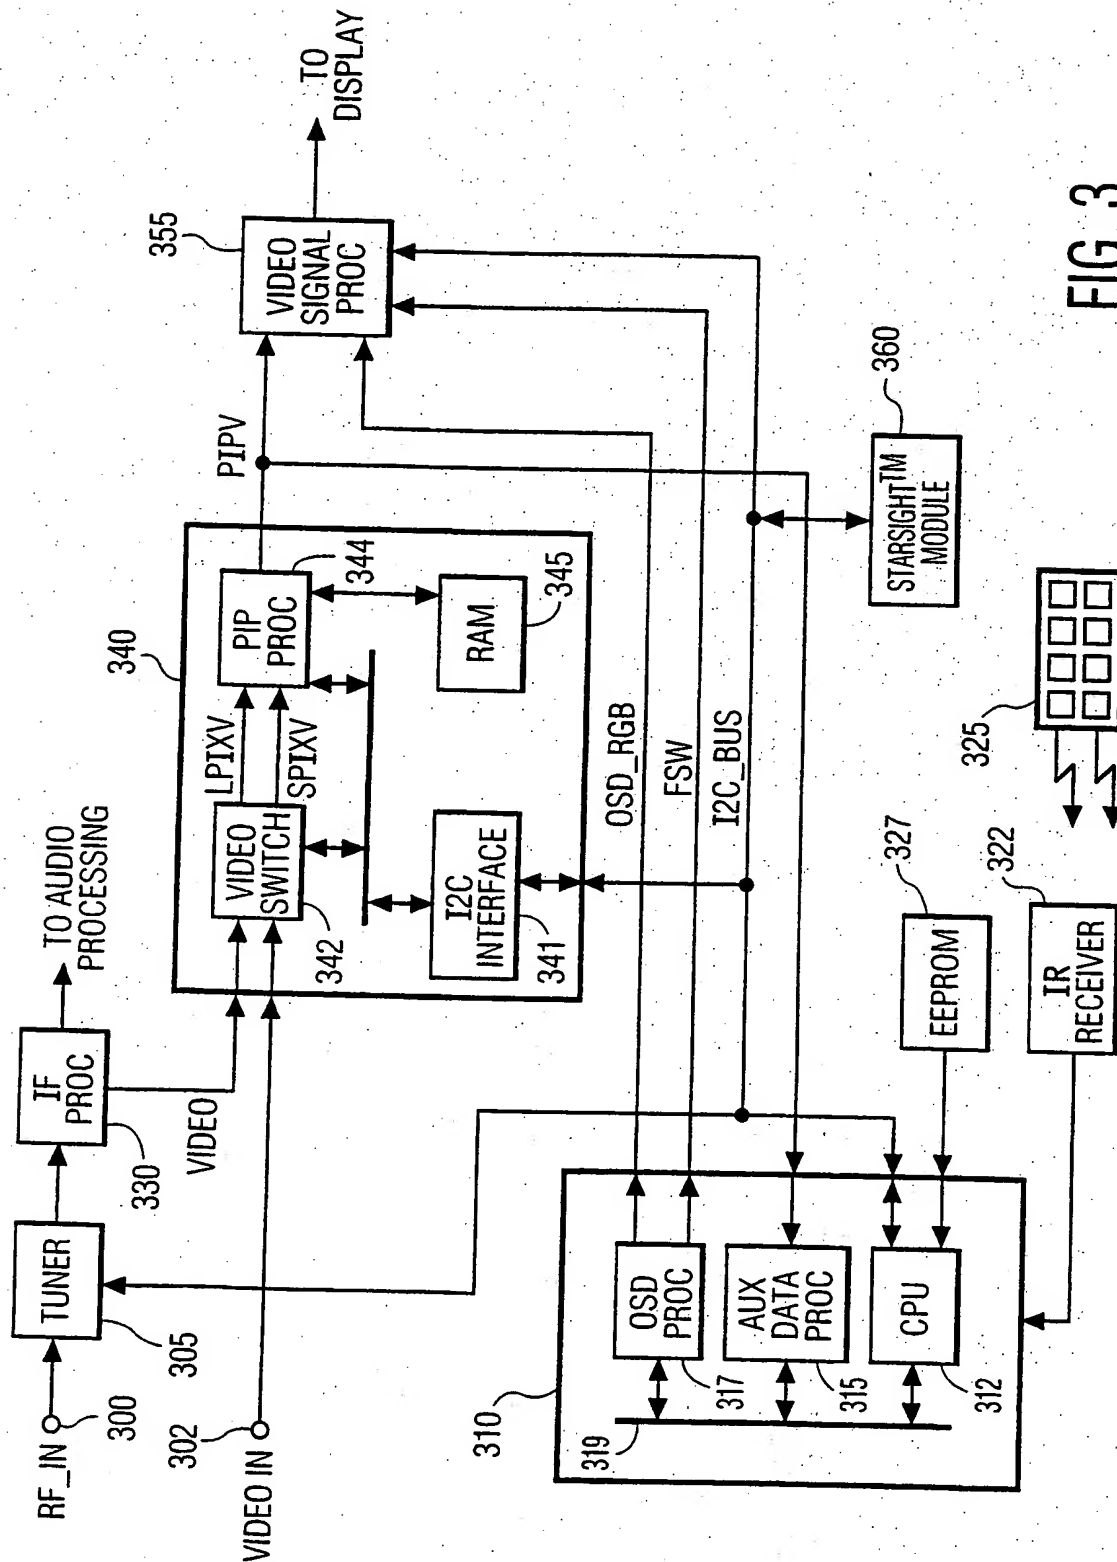 RF_IN
300
TUNER
305
IF
PROC
330
TO AUDIO
PROCESSING
VIDEO
VIDEO IN
302
340
VIDEO
SWITCH
342
LPIXV
SPIXV
PIP
PROC
344
I2C
INTERFACE
341
RAM
345
PIPV
355
VIDEO
SIGNAL
PROC
TO
DISPLAY
OSD_RGB
FSW
I2C_BUS
310
319
OSD
PROC
317
AUX
DATA
PROC
315
CPU
312
EEPROM
327
IR
RECEIVER
322
325
STARSIGHT™
MODULE
360
FIG. 3